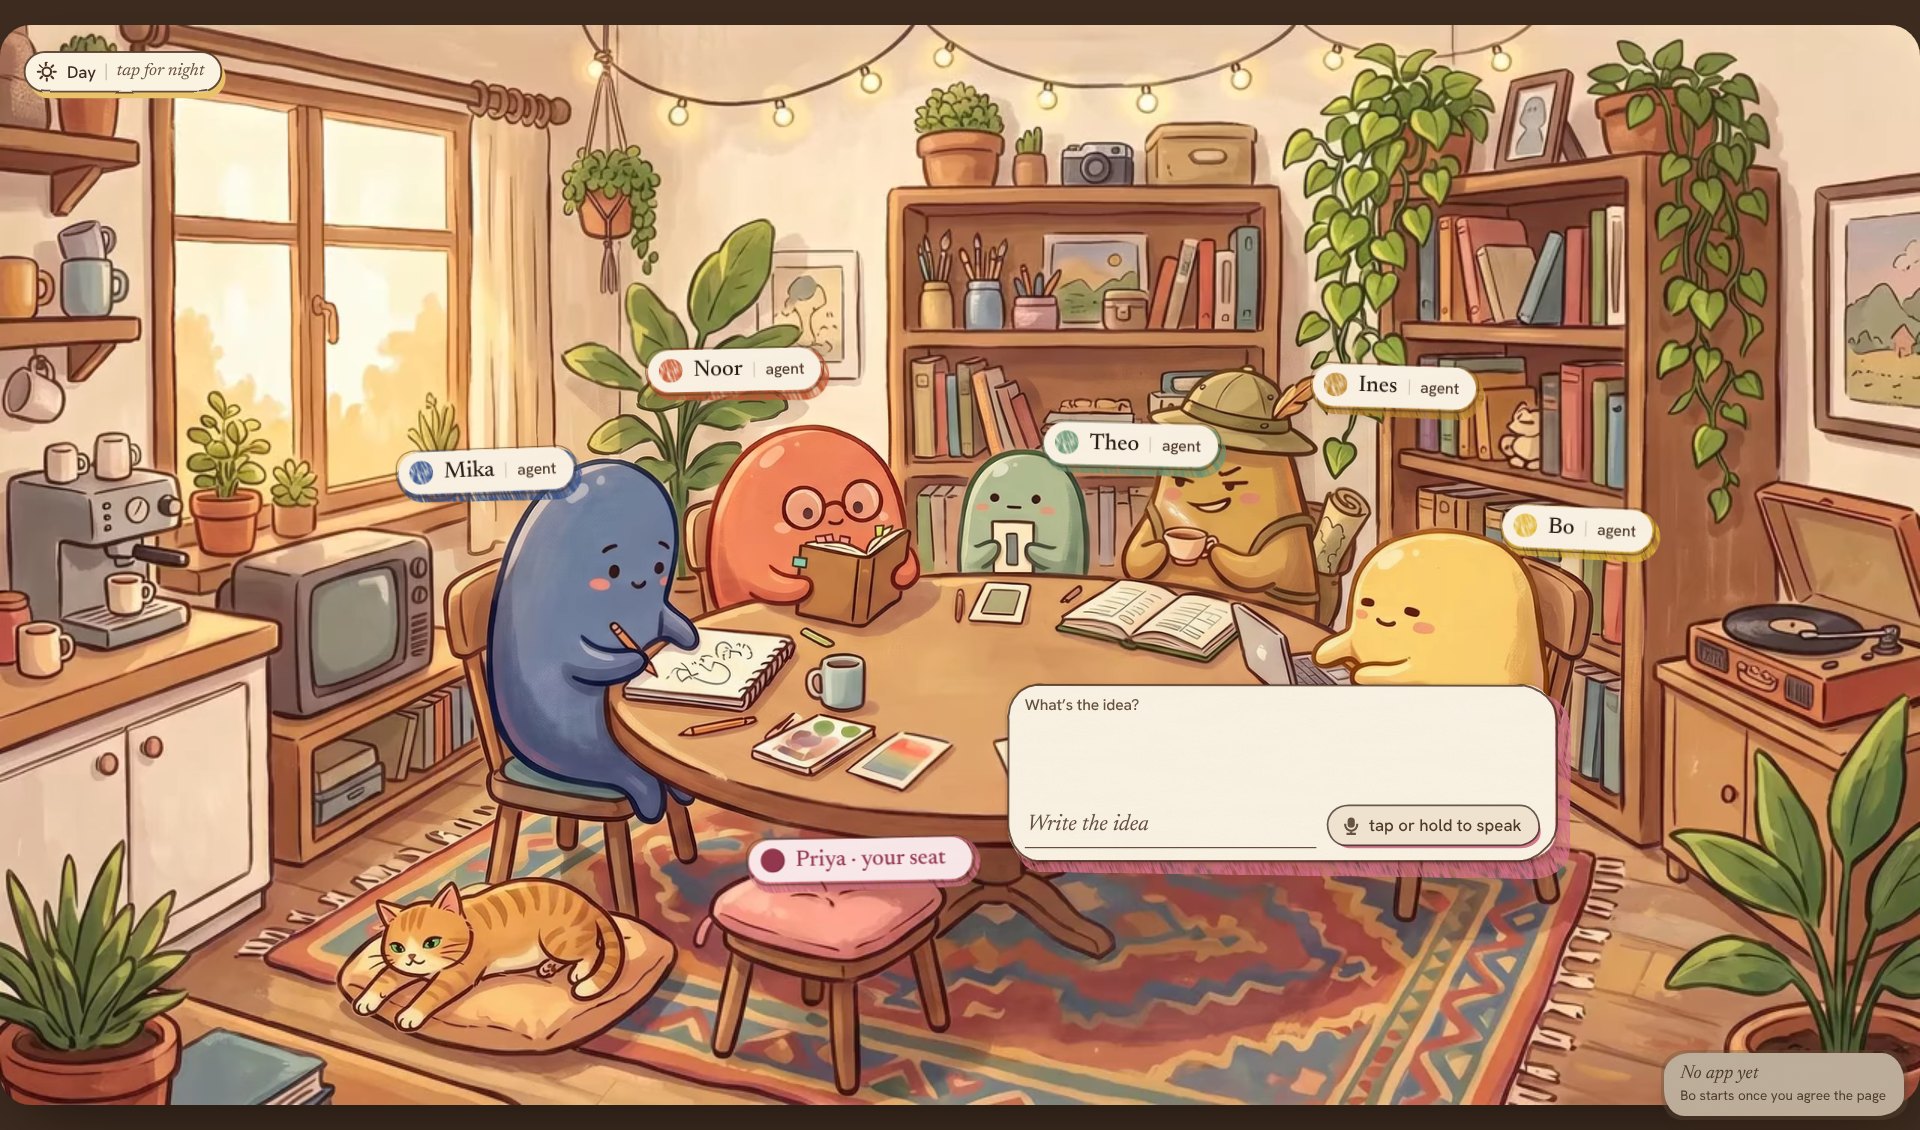 Day | tap for night
Noor | agent
Ines | agent
Theo | agent
Mika | agent
Bo | agent
What's the idea?
Write the idea
tap or hold to speak
Priya · your seat
No app yet
Bo starts once you agree the page